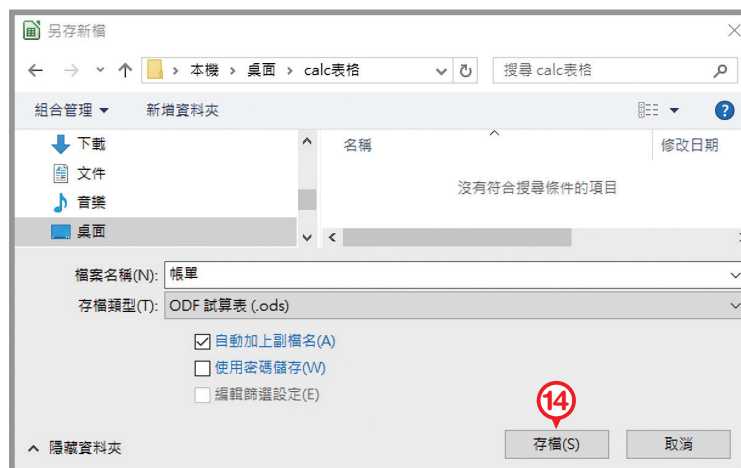 另存新檔
本機 > 桌面 > calc表格
搜尋 calc表格
組合管理
新增資料夾
?
下載
文件
音樂
桌面
名稱
修改日期
沒有符合搜尋條件的項目
檔案名稱(N): 帳單
存檔類型(T): ODF 試算表 (.ods)
自動加上副檔名(A)
使用密碼儲存(W)
編輯篩選設定(E)
14
隱藏資料夾
存檔(S)
取消